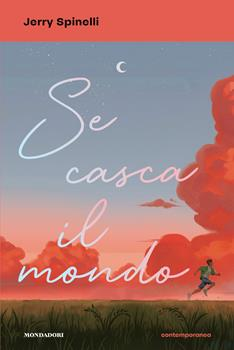 Jerry Spinelli
Se
casca
il
mondo
MONDADORI
contemporanea